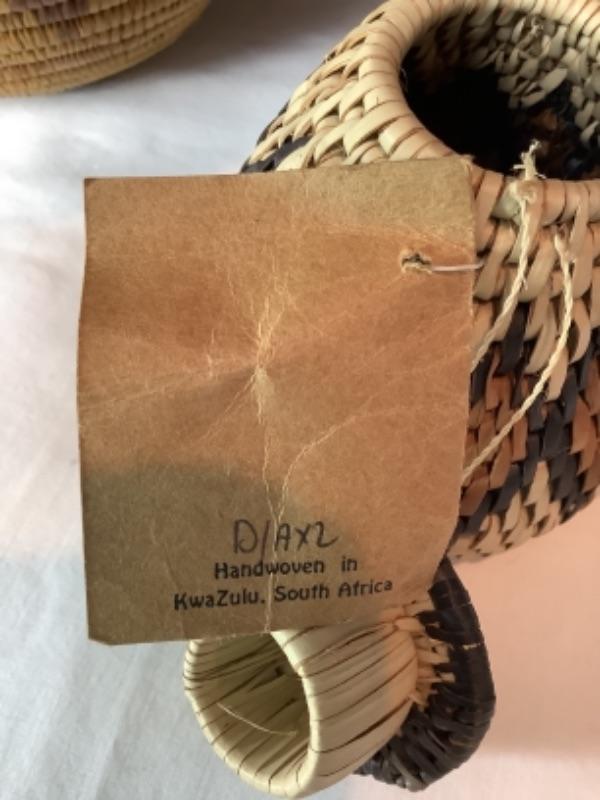 D/AX2
Handwoven in
KwaZulu. South Africa